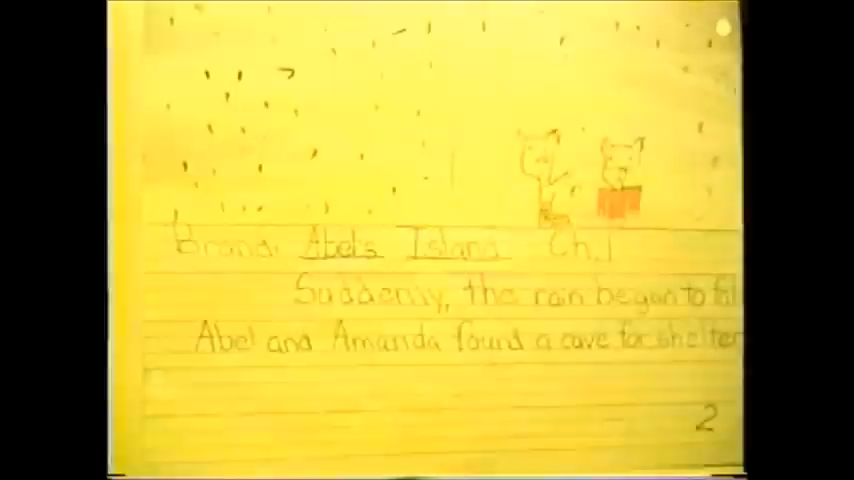 Brandi Abel's Island Ch.1
Suddenly, the rain began to fal
Abel and Amanda found a cave for shelter
2